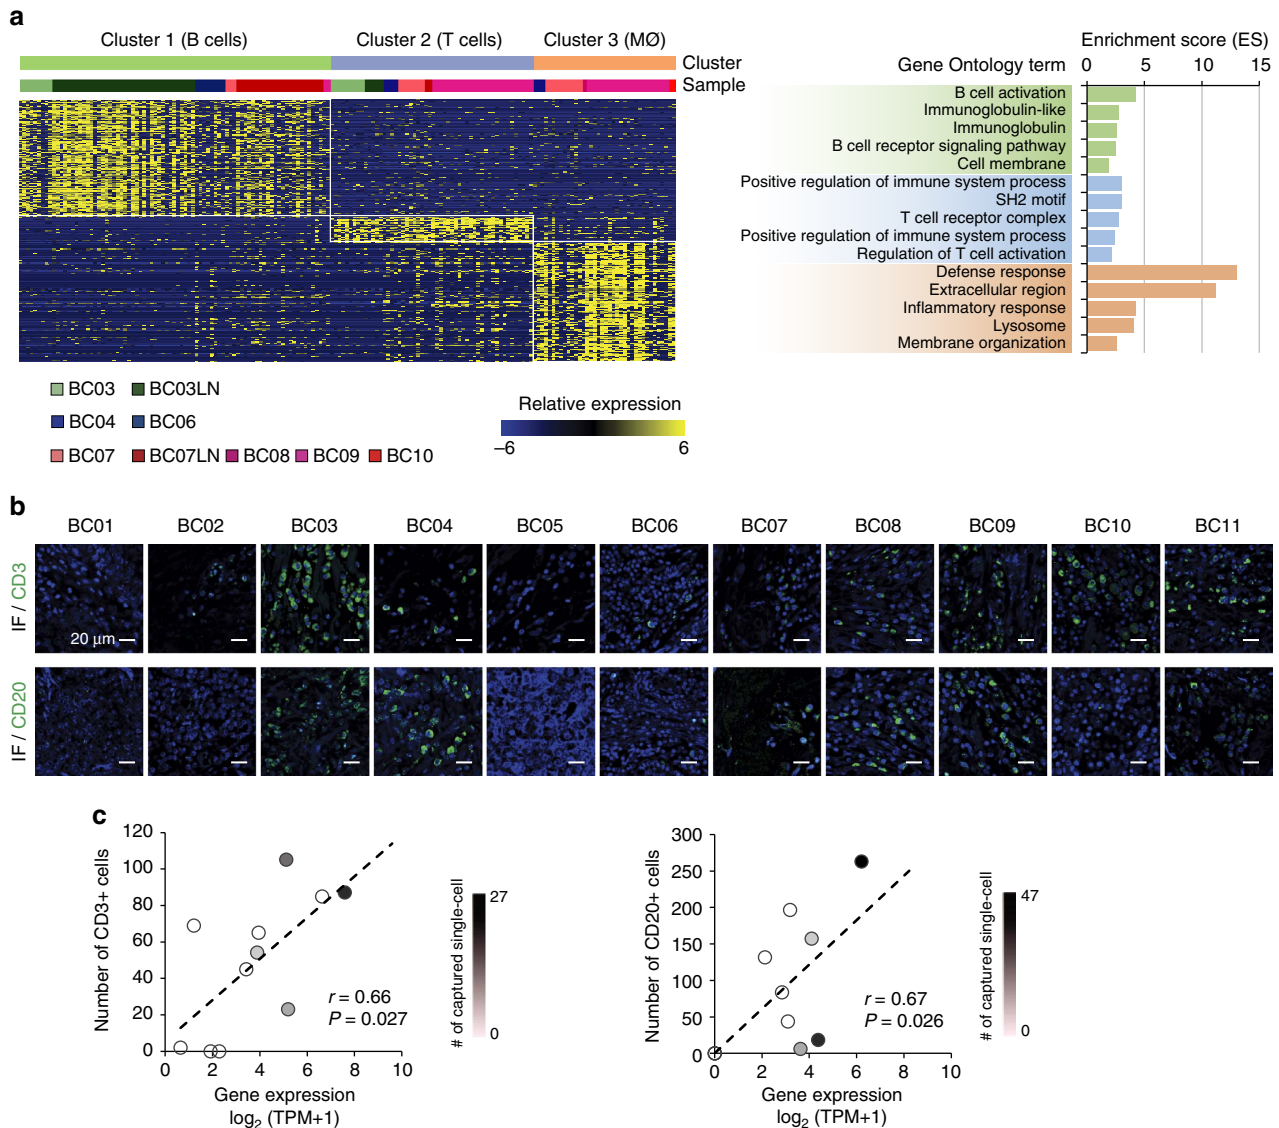 a
Cluster 1 (B cells)
Cluster 2 (T cells)
Cluster 3 (MØ)
Cluster
Sample
BC03
BC03LN
BC04
BC06
BC07
BC07LN
BC08
BC09
BC10
Relative expression
–6
6
Gene Ontology term
Enrichment score (ES)
0
5
10
15
B cell activation
Immunoglobulin-like
Immunoglobulin
B cell receptor signaling pathway
Cell membrane
Positive regulation of immune system process
SH2 motif
T cell receptor complex
Positive regulation of immune system process
Regulation of T cell activation
Defense response
Extracellular region
Inflammatory response
Lysosome
Membrane organization
b
BC01
BC02
BC03
BC04
BC05
BC06
BC07
BC08
BC09
BC10
BC11
IF / CD3
20 µm
IF / CD20
c
Number of CD3+ cells
120
100
80
60
40
20
0
0
2
4
6
8
10
Gene expression
log2 (TPM+1)
r = 0.66
P = 0.027
# of captured single-cell
27
0
Number of CD20+ cells
300
250
200
150
100
50
0
0
2
4
6
8
10
Gene expression
log2 (TPM+1)
r = 0.67
P = 0.026
# of captured single-cell
47
0